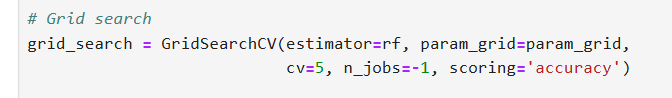 # Grid search
grid_search = GridSearchCV(estimator=rf, param_grid=param_grid,
                           cv=5, n_jobs=-1, scoring='accuracy')